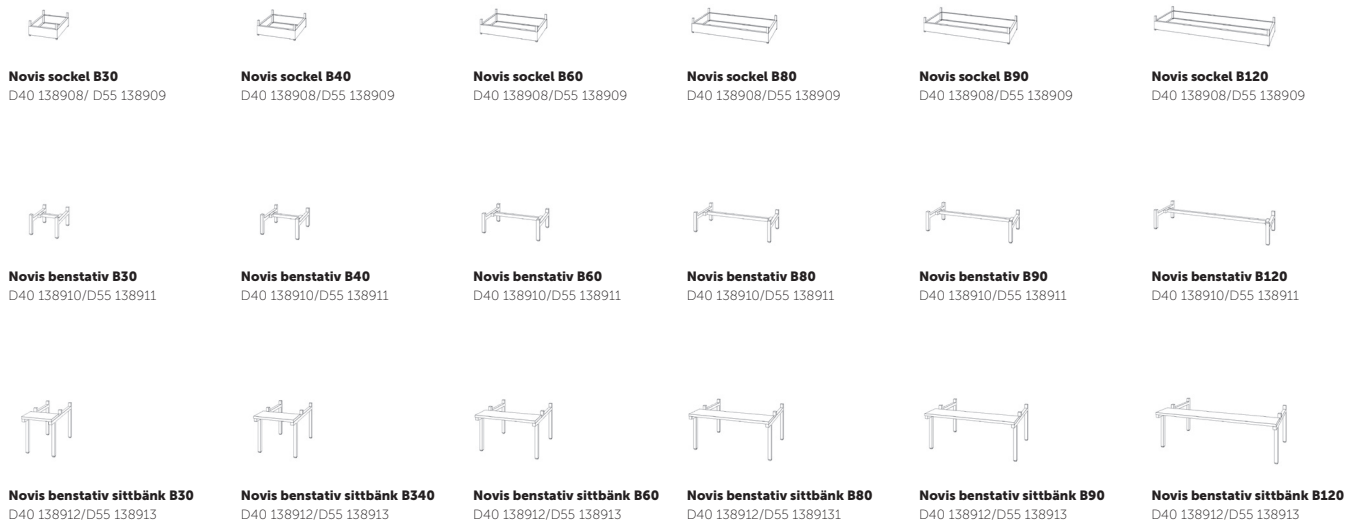 Novis sockel B30
D40 138908/ D55 138909
Novis sockel B40
D40 138908/D55 138909
Novis sockel B60
D40 138908/D55 138909
Novis sockel B80
D40 138908/D55 138909
Novis sockel B90
D40 138908/D55 138909
Novis sockel B120
D40 138908/D55 138909
Novis benstativ B30
D40 138910/D55 138911
Novis benstativ B40
D40 138910/D55 138911
Novis benstativ B60
D40 138910/D55 138911
Novis benstativ B80
D40 138910/D55 138911
Novis benstativ B90
D40 138910/D55 138911
Novis benstativ B120
D40 138910/D55 138911
Novis benstativ sittbänk B30
D40 138912/D55 138913
Novis benstativ sittbänk B340
D40 138912/D55 138913
Novis benstativ sittbänk B60
D40 138912/D55 138913
Novis benstativ sittbänk B80
D40 138912/D55 1389131
Novis benstativ sittbänk B90
D40 138912/D55 138913
Novis benstativ sittbänk B120
D40 138912/D55 138913